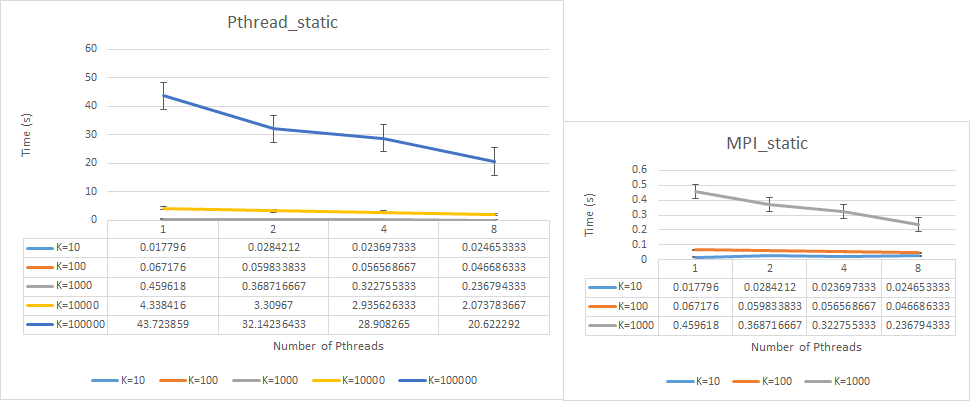 Pthread_static
Time (s)
60
50
40
30
20
10
0
1 2 4 8
K=10 0.017796 0.0284212 0.023697333 0.024653333
K=100 0.067176 0.059833833 0.056568667 0.046686333
K=1000 0.459618 0.368716667 0.322755333 0.236794333
K=10000 4.338416 3.30967 2.935626333 2.073783667
K=100000 43.723859 32.14236433 28.908265 20.622292
Number of Pthreads
K=10 K=100 K=1000 K=10000 K=100000
MPI_static
Time (s)
0.6
0.5
0.4
0.3
0.2
0.1
0
1 2 4 8
K=10 0.017796 0.0284212 0.023697333 0.024653333
K=100 0.067176 0.059833833 0.056568667 0.046686333
K=1000 0.459618 0.368716667 0.322755333 0.236794333
Number of Pthreads
K=10 K=100 K=1000